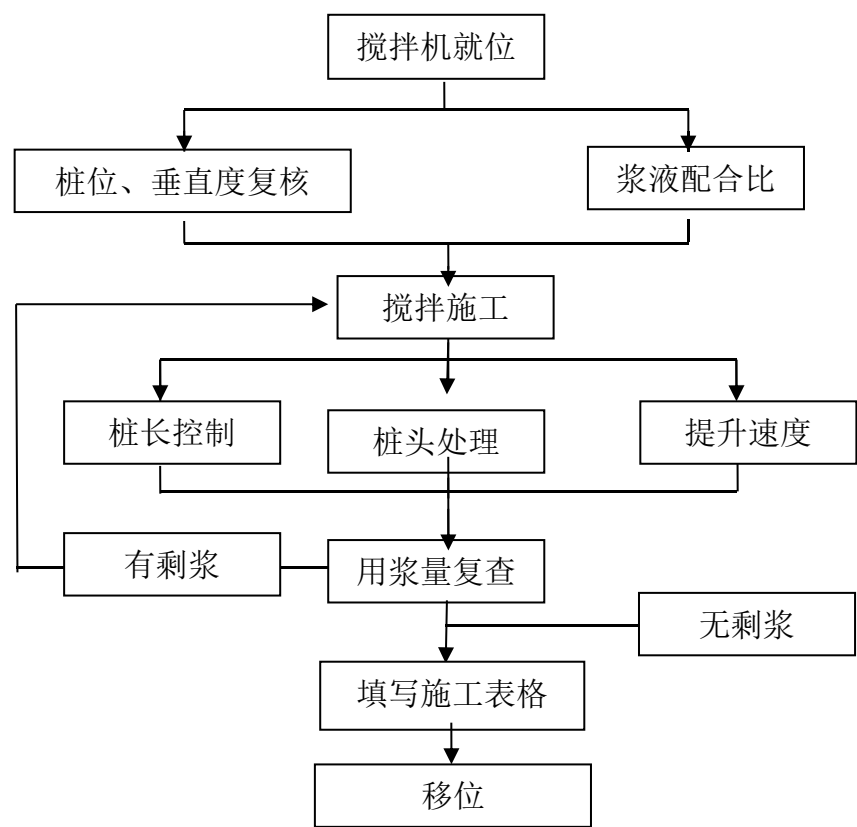 搅拌机就位
桩位、垂直度复核
浆液配合比
搅拌施工
桩长控制
桩头处理
提升速度
有剩浆
用浆量复查
无剩浆
填写施工表格
移位